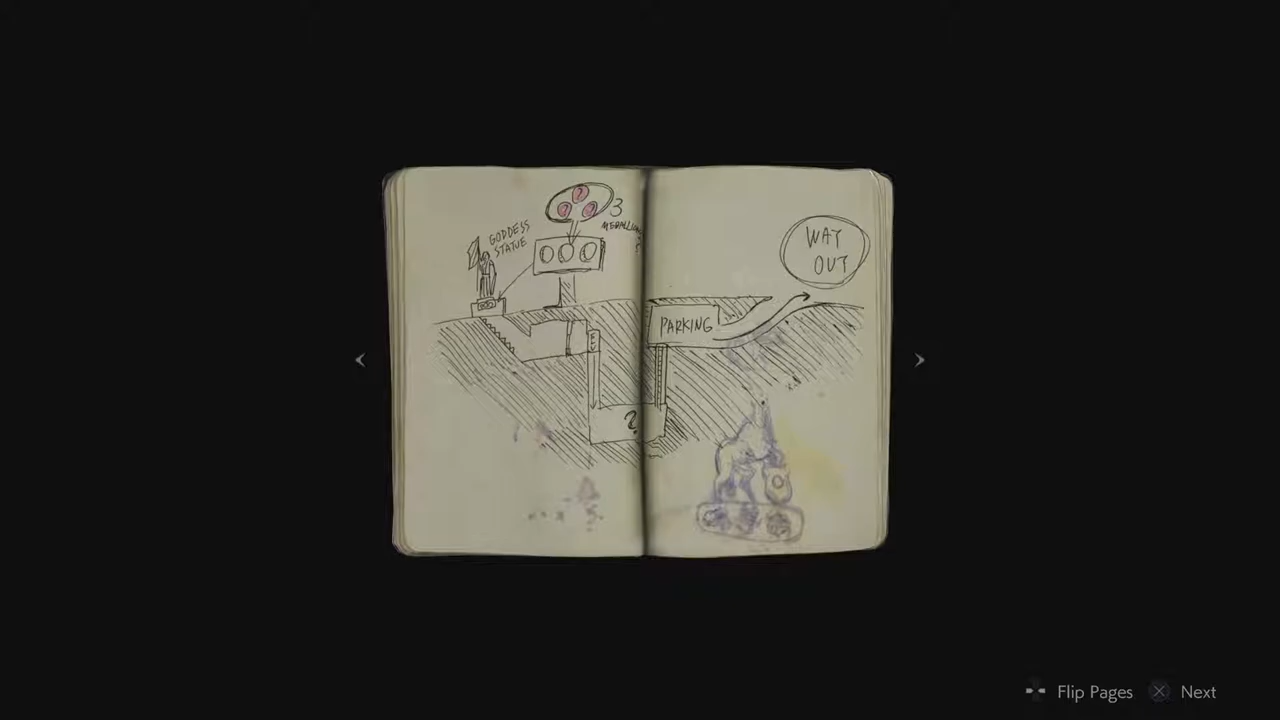 3
MEDALLIONS
?
GODDESS
STATUE
WAY
OUT
PARKING
?
Flip Pages
Next